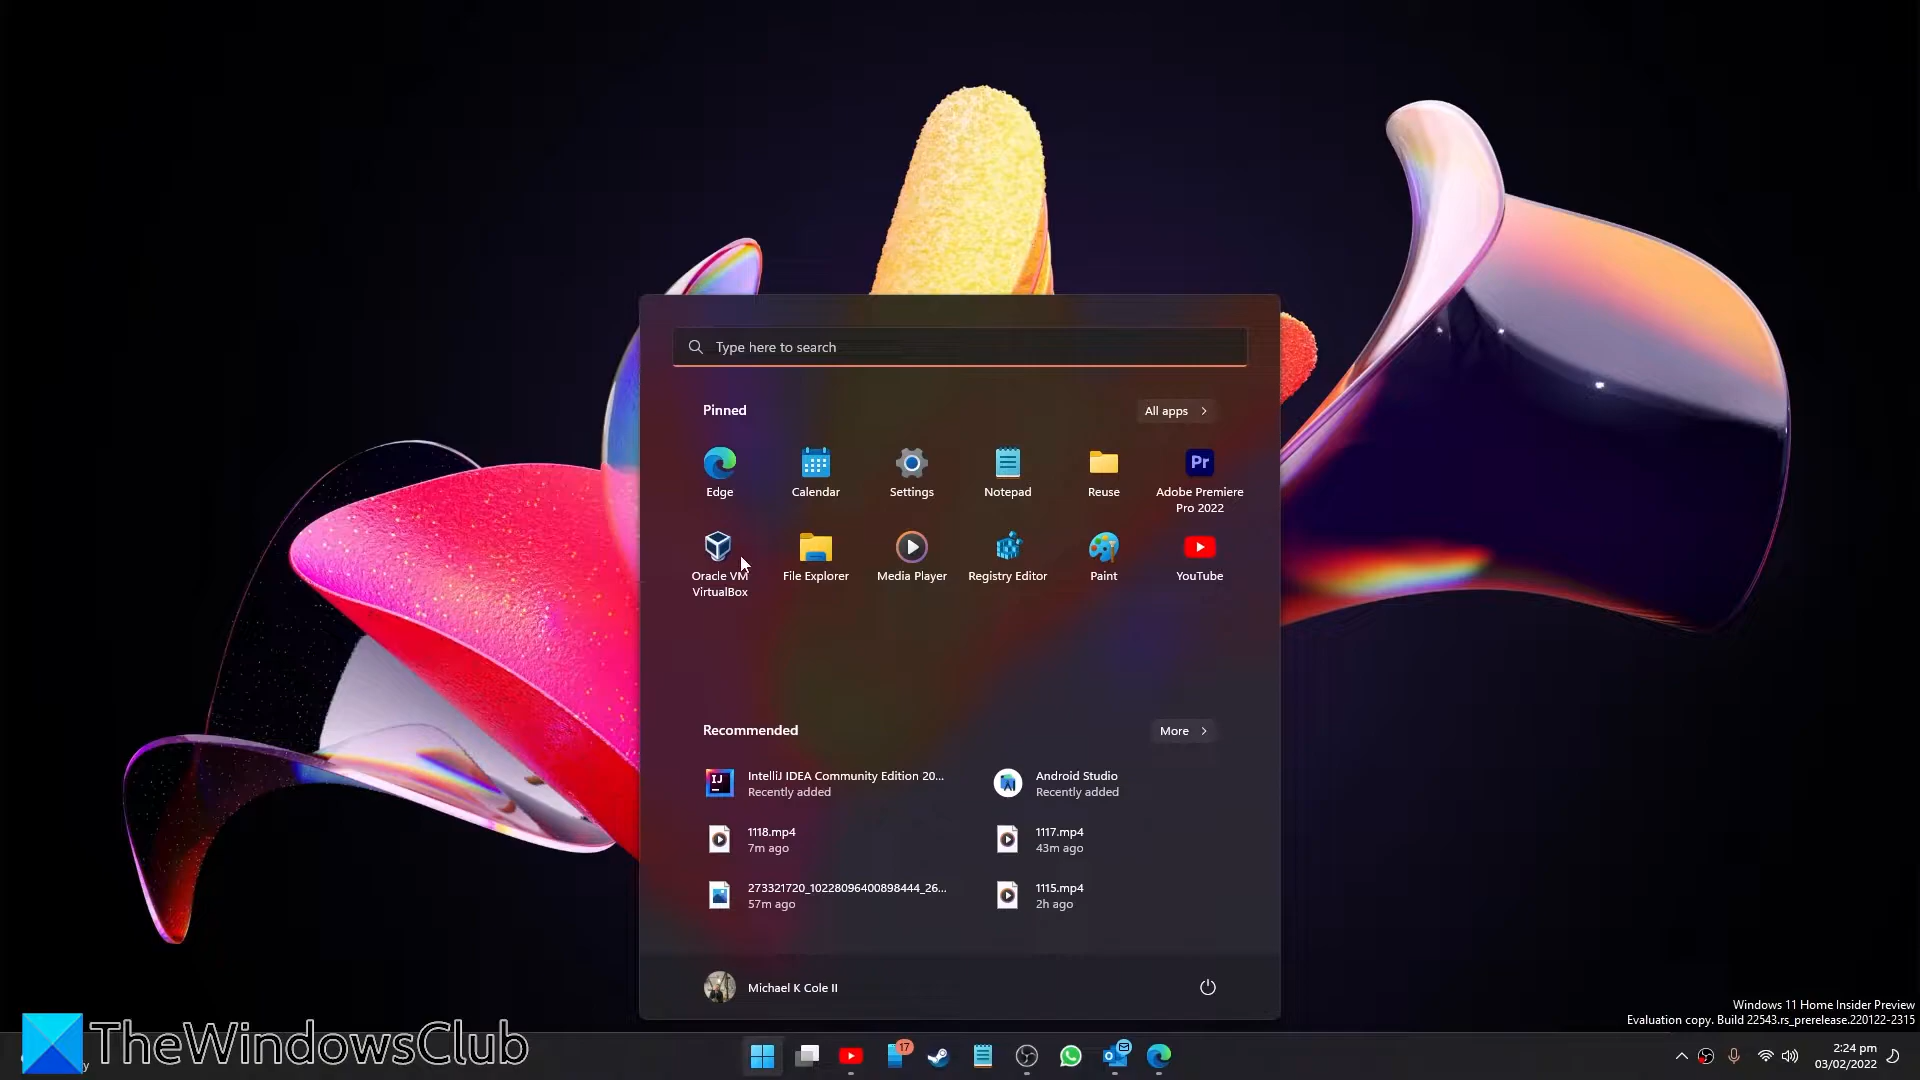 Type here to search
Pinned
All apps
Edge
Calendar
Settings
Notepad
Reuse
Pr
Adobe Premiere
Pro 2022
Oracle VM
VirtualBox
File Explorer
Media Player
Registry Editor
Paint
YouTube
Recommended
More
IJ
IntelliJ IDEA Community Edition 20...
Recently added
Android Studio
Recently added
1118.mp4
7m ago
1117.mp4
43m ago
273321720_10228096400898444_26...
57m ago
1115.mp4
2h ago
Michael K Cole II
Windows 11 Home Insider Preview
Evaluation copy. Build 22543.rs_prerelease.220122-2315
TheWindowsClub
17
2:24 pm
03/02/2022